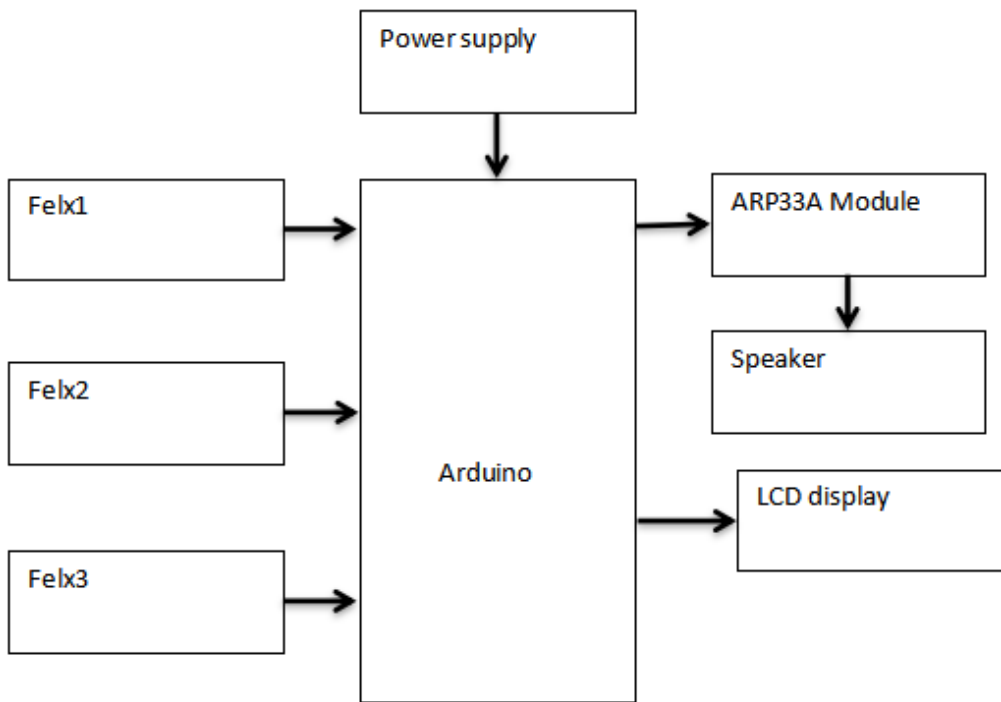 Power supply
Felx1
ARP33A Module
Speaker
Felx2
Arduino
LCD display
Felx3